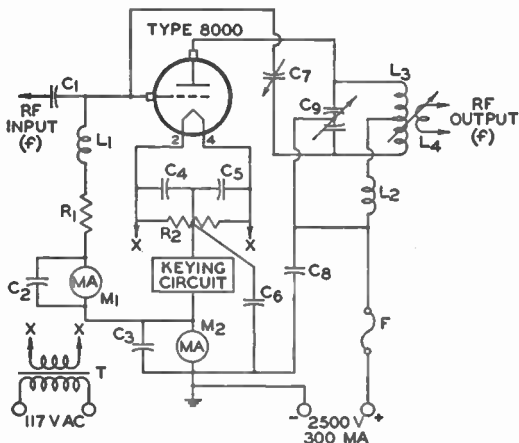 TYPE 8000
C1
C7
L3
RF
INPUT
(f)
C9
RF
OUTPUT
(f)
L4
L1
2
4
C4
C5
L2
R1
R2
X
X
C2
MA
M1
KEYING
CIRCUIT
C6
C8
X
X
C3
M2
MA
F
T
117 V AC
-
+
2500 V
300 MA